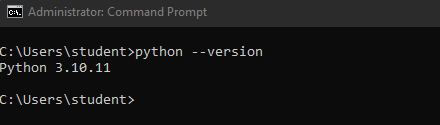 Administrator: Command Prompt
C:\Users\student>python --version
Python 3.10.11
C:\Users\student>